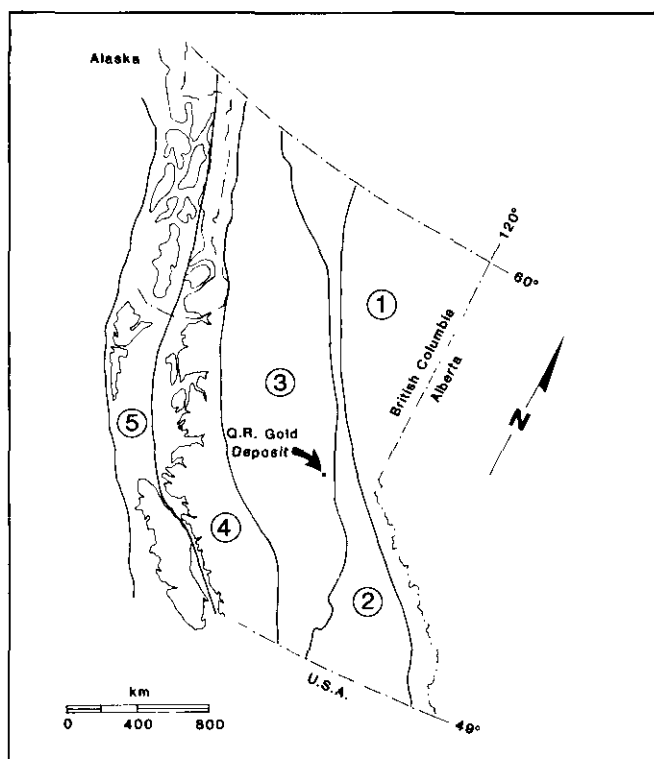 Alaska
120°
60°
1
British Columbia
Alberta
N
3
Q.R. Gold
Deposit
5
4
2
U.S.A.
49°
km
0 400 800